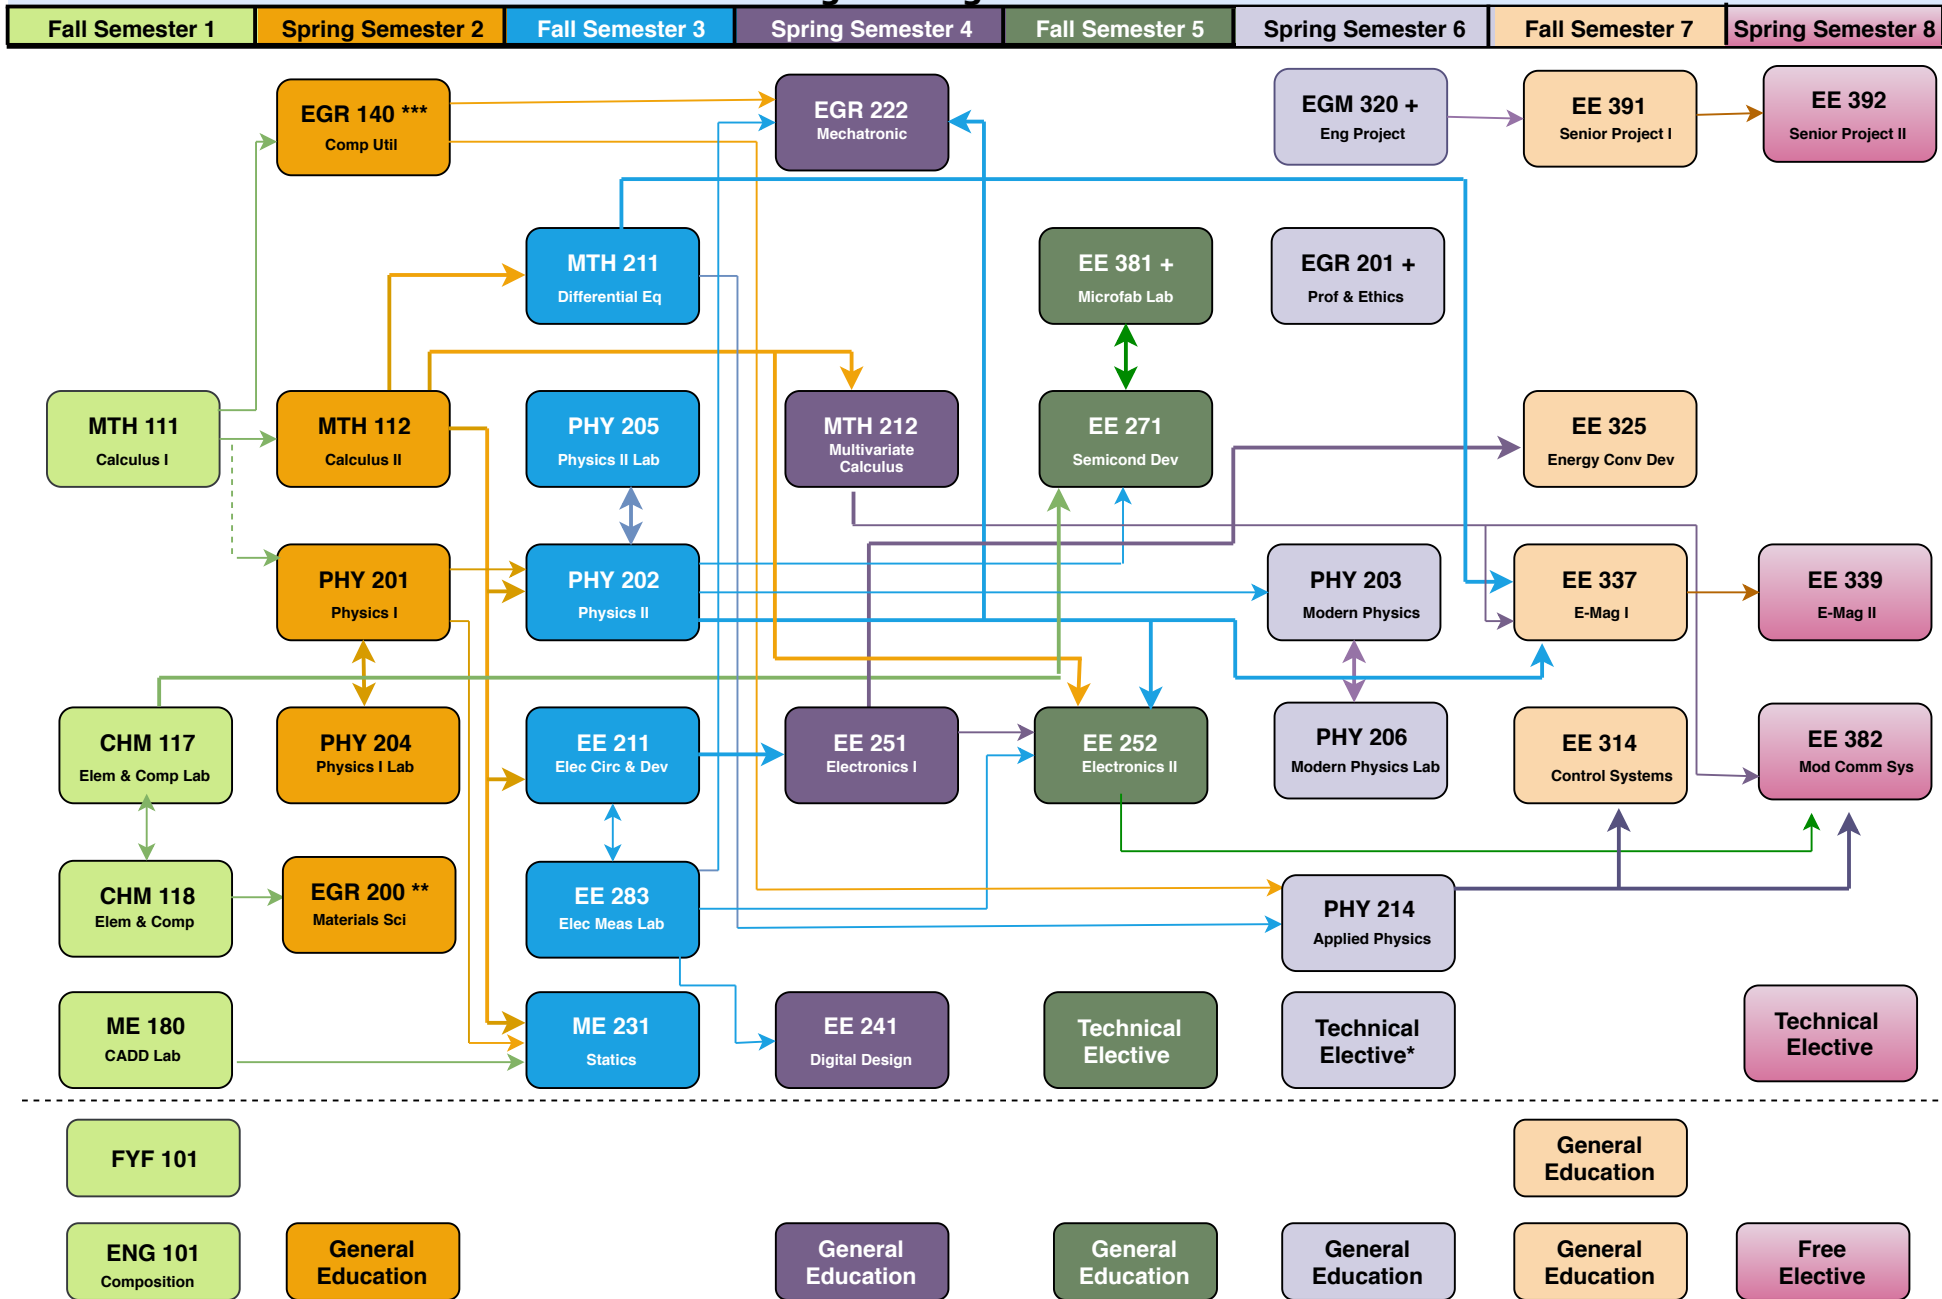 Fall Semester 1
Spring Semester 2
Fall Semester 3
Spring Semester 4
Fall Semester 5
Spring Semester 6
Fall Semester 7
Spring Semester 8
EGR 140 ***
Comp Util
EGR 222
Mechatronic
EGM 320 +
Eng Project
EE 391
Senior Project I
EE 392
Senior Project II
MTH 211
Differential Eq
EE 381 +
Microfab Lab
EGR 201 +
Prof & Ethics
MTH 111
Calculus I
MTH 112
Calculus II
PHY 205
Physics II Lab
MTH 212
Multivariate
Calculus
EE 271
Semicond Dev
EE 325
Energy Conv Dev
PHY 201
Physics I
PHY 202
Physics II
PHY 203
Modern Physics
EE 337
E-Mag I
EE 339
E-Mag II
CHM 117
Elem & Comp Lab
PHY 204
Physics I Lab
EE 211
Elec Circ & Dev
EE 251
Electronics I
EE 252
Electronics II
PHY 206
Modern Physics Lab
EE 314
Control Systems
EE 382
Mod Comm Sys
CHM 118
Elem & Comp
EGR 200 **
Materials Sci
EE 283
Elec Meas Lab
PHY 214
Applied Physics
ME 180
CADD Lab
ME 231
Statics
EE 241
Digital Design
Technical
Elective
Technical
Elective*
Technical
Elective
FYF 101
General
Education
ENG 101
Composition
General
Education
General
Education
General
Education
General
Education
General
Education
Free
Elective